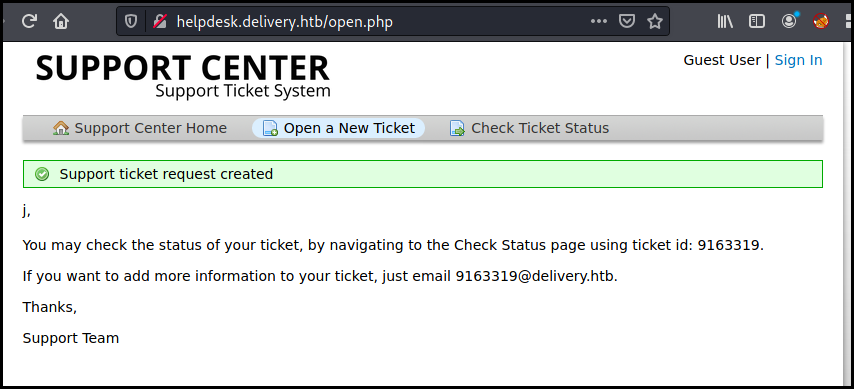 helpdesk.delivery.htb/open.php
SUPPORT CENTER
Support Ticket System
Guest User | Sign In
Support Center Home Open a New Ticket Check Ticket Status
Support ticket request created
j,
You may check the status of your ticket, by navigating to the Check Status page using ticket id: 9163319.
If you want to add more information to your ticket, just email 9163319@delivery.htb.
Thanks,
Support Team